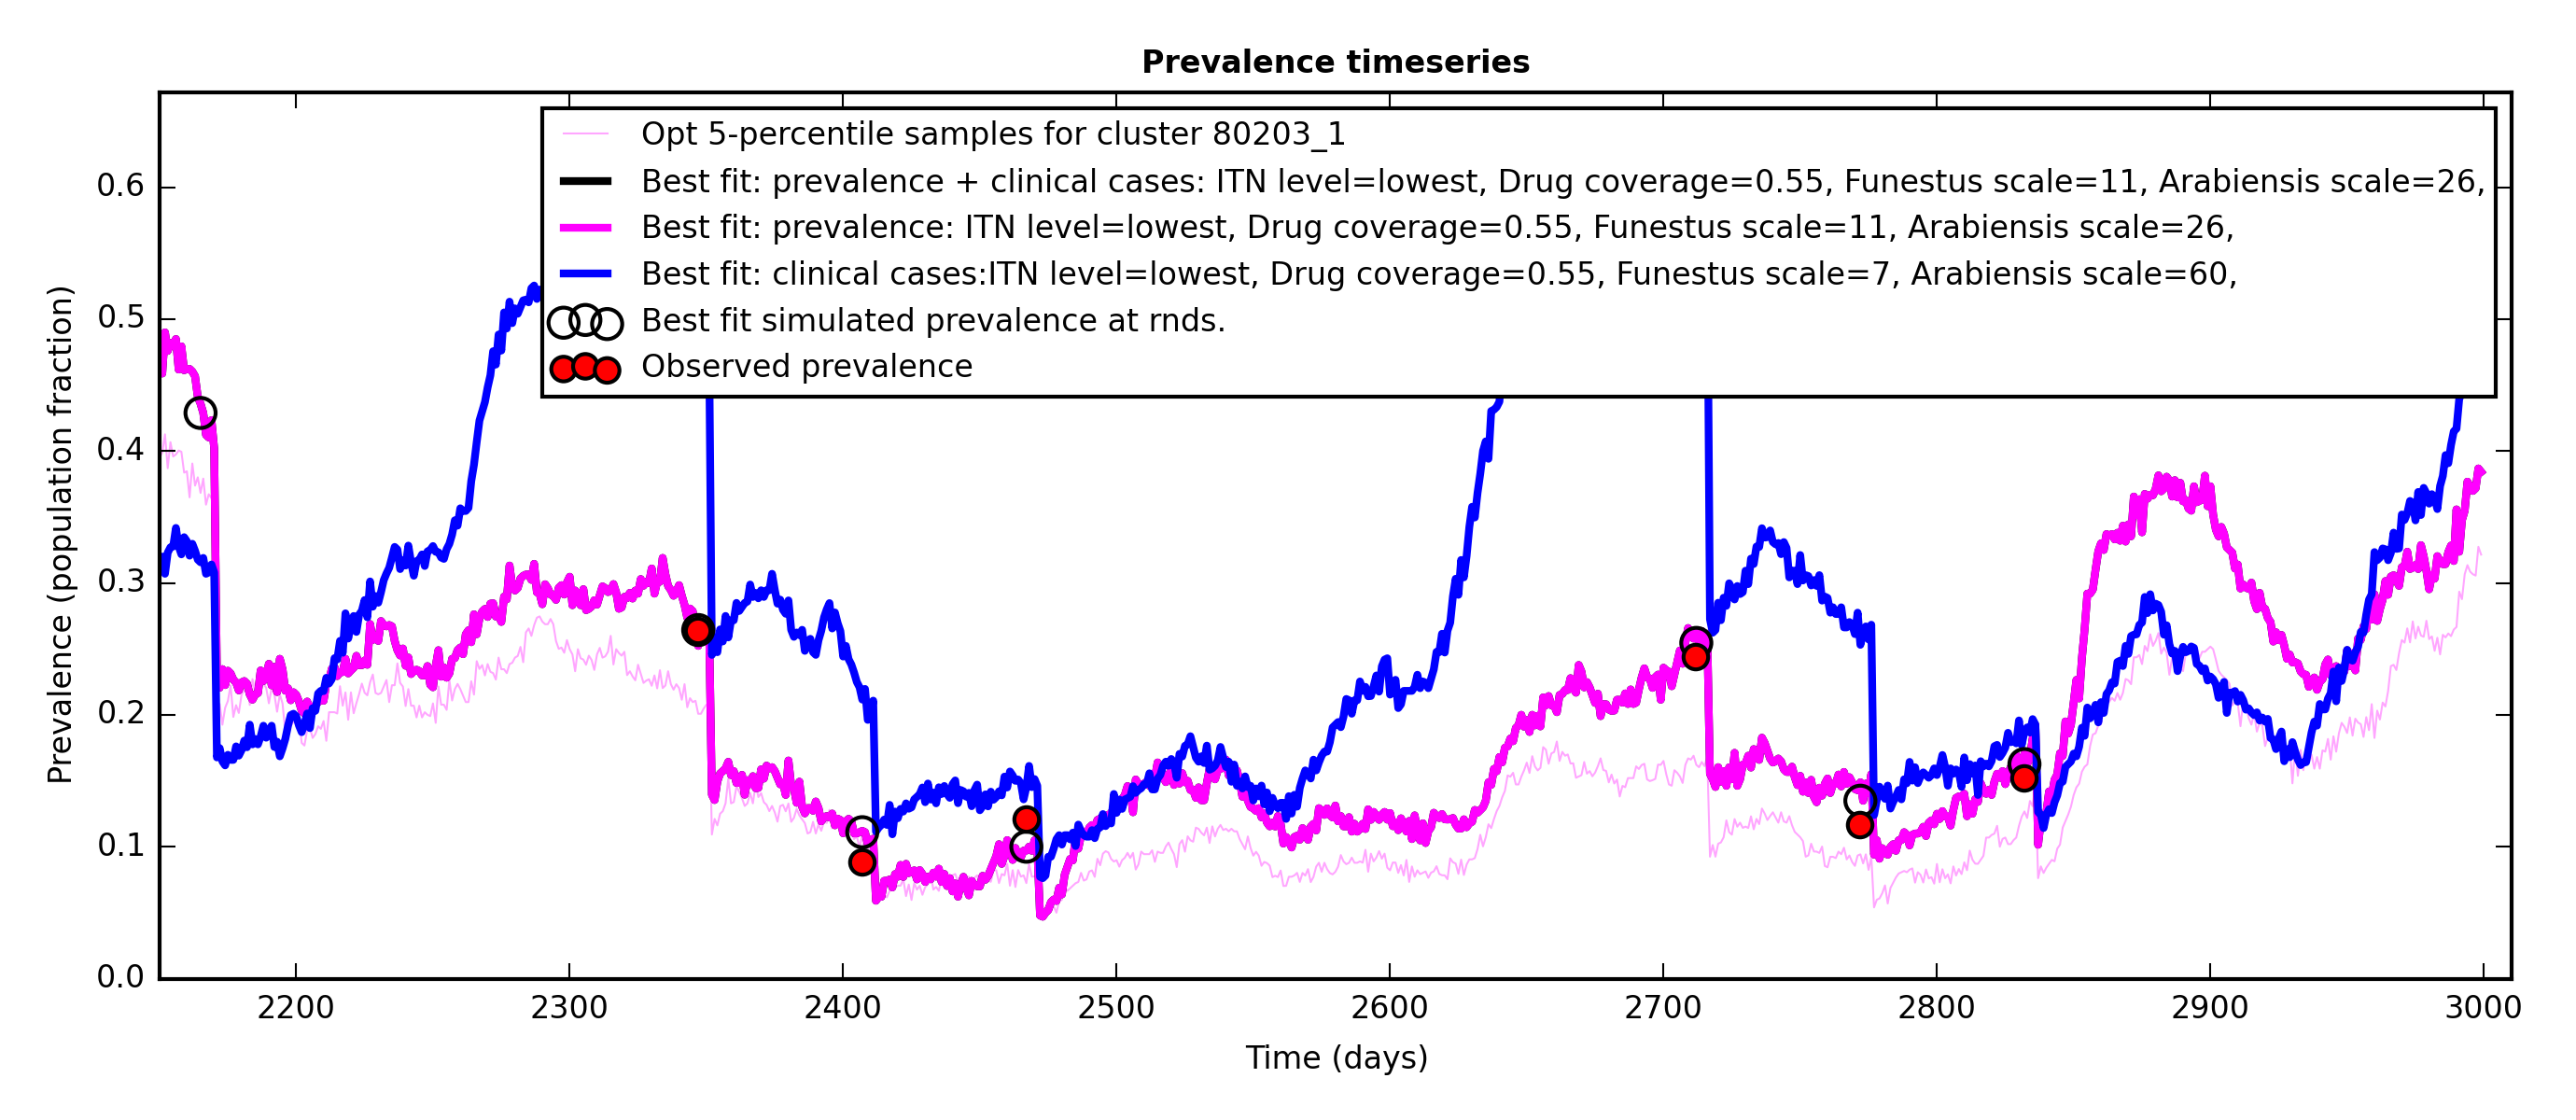 Prevalence timeseries
Opt 5-percentile samples for cluster 80203_1
Best fit: prevalence + clinical cases: ITN level=lowest, Drug coverage=0.55, Funestus scale=11, Arabiensis scale=26,
Best fit: prevalence: ITN level=lowest, Drug coverage=0.55, Funestus scale=11, Arabiensis scale=26,
Best fit: clinical cases:ITN level=lowest, Drug coverage=0.55, Funestus scale=7, Arabiensis scale=60,
Best fit simulated prevalence at rnds.
Observed prevalence
Prevalence (population fraction)
0.6
0.5
0.4
0.3
0.2
0.1
0.0
2200 2300 2400 2500 2600 2700 2800 2900 3000
Time (days)